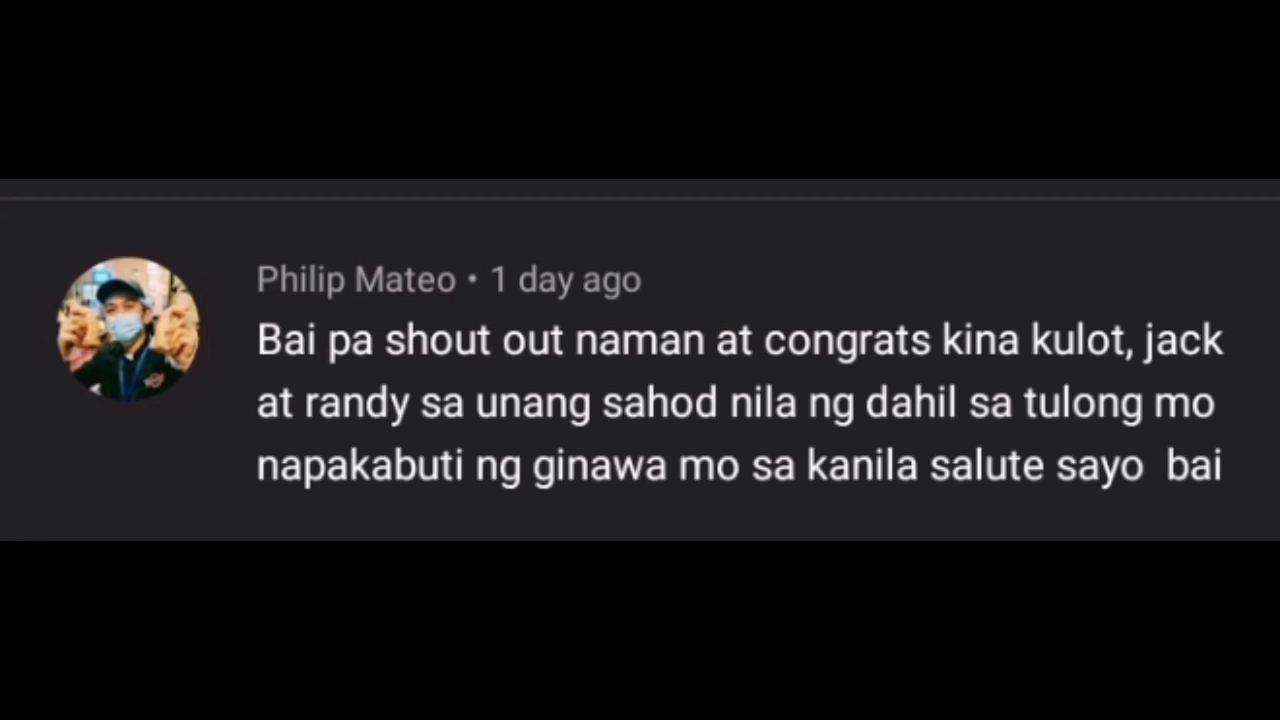 Philip Mateo • 1 day ago
Bai pa shout out naman at congrats kina kulot, jack
at randy sa unang sahod nila ng dahil sa tulong mo
napakabuti ng ginawa mo sa kanila salute sayo  bai